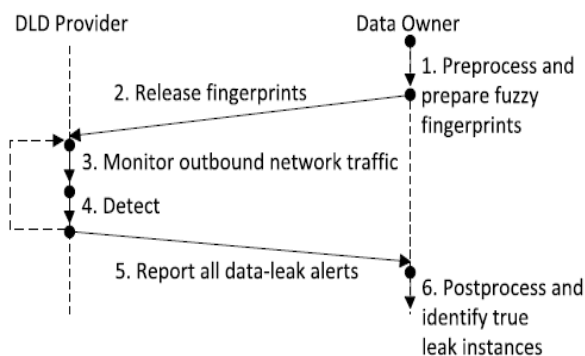 DLD Provider
Data Owner
1. Preprocess and
prepare fuzzy
fingerprints
2. Release fingerprints
3. Monitor outbound network traffic
4. Detect
5. Report all data-leak alerts
6. Postprocess and
identify true
leak instances